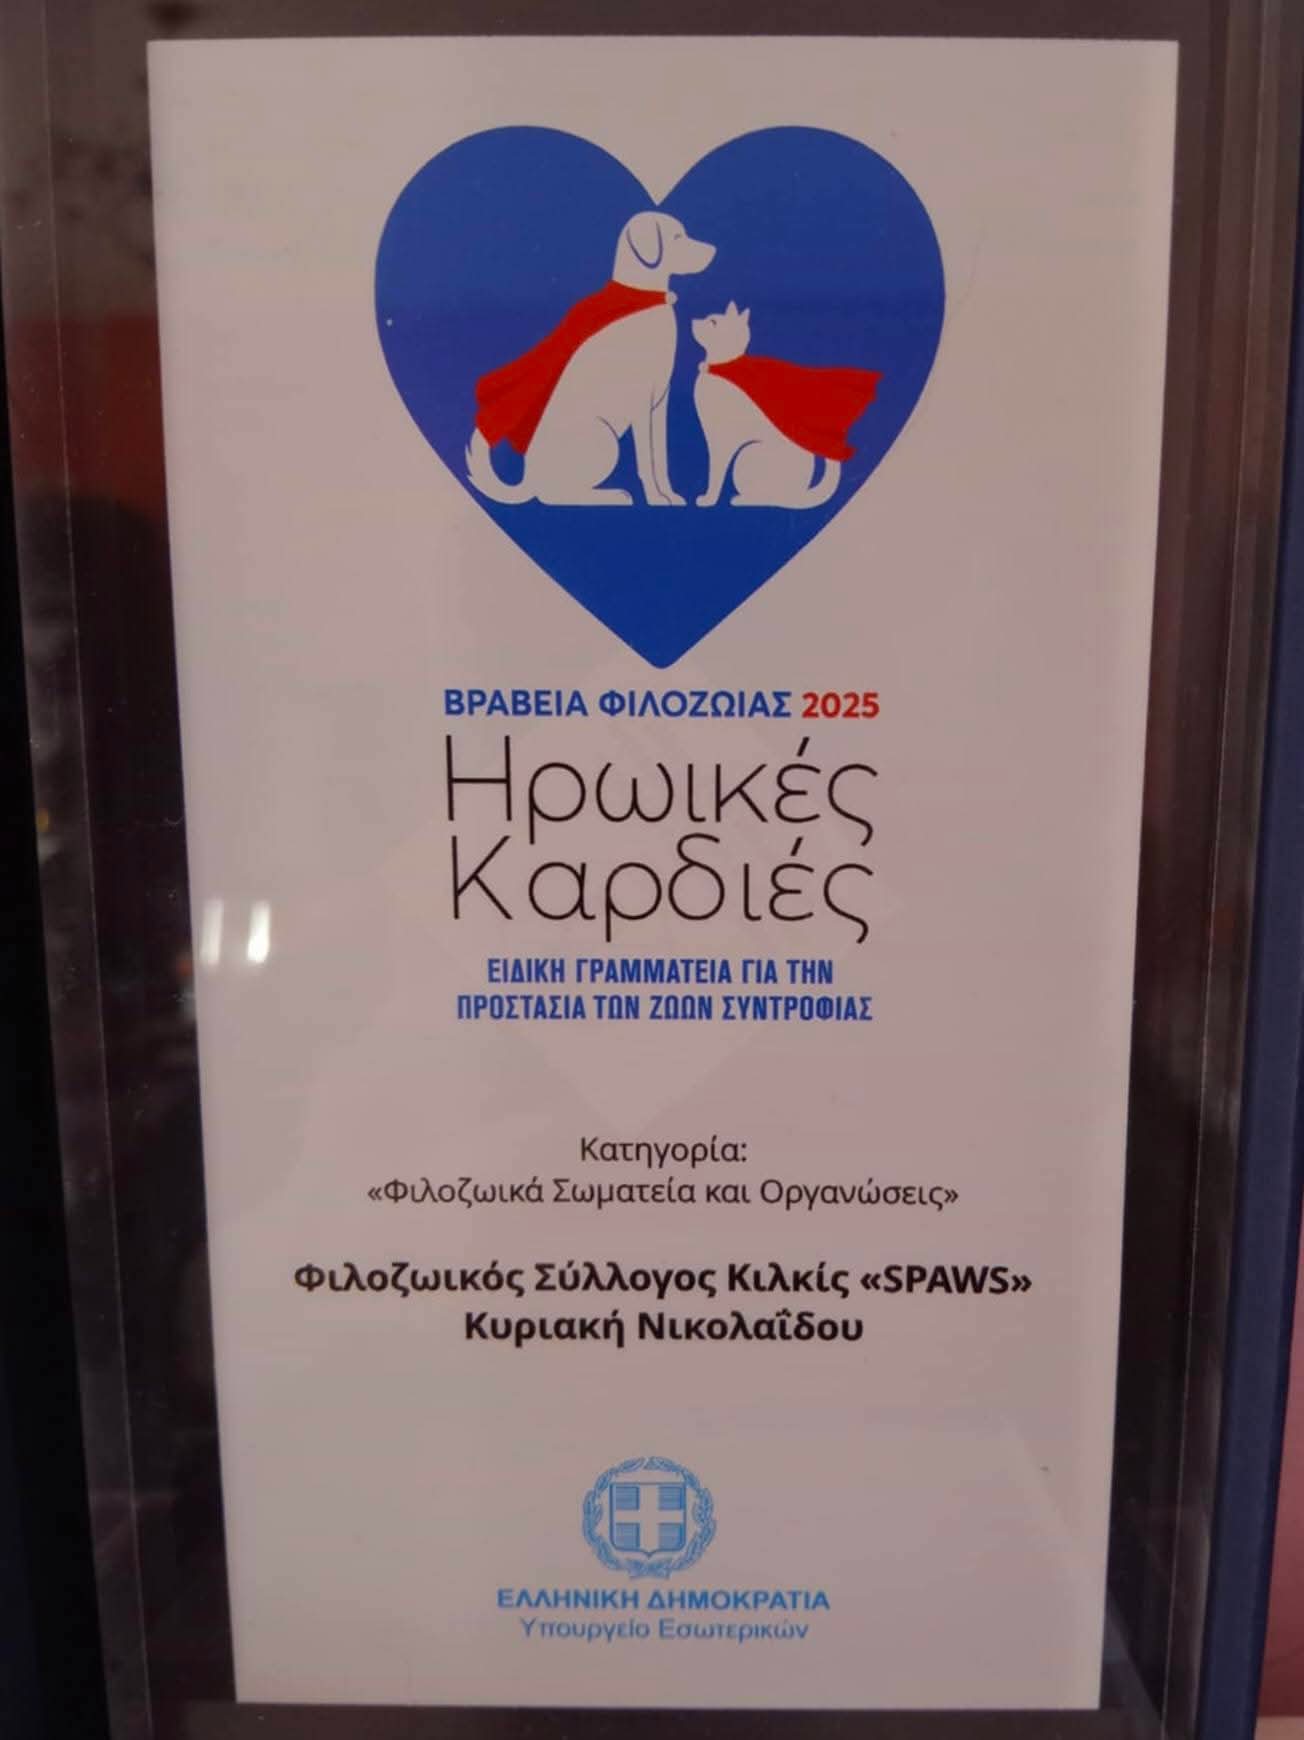 ΒΡΑΒΕΙΑ ΦΙΛΟΖΩΙΑΣ 2025
Ηρωικές
Καρδιές
ΕΙΔΙΚΗ ΓΡΑΜΜΑΤΕΙΑ ΓΙΑ ΤΗΝ
ΠΡΟΣΤΑΣΙΑ ΤΩΝ ΖΩΩΝ ΣΥΝΤΡΟΦΙΑΣ
Κατηγορία:
«Φιλοζωικά Σωματεία και Οργανώσεις»
Φιλοζωικός Σύλλογος Κιλκίς «SPAWS»
Κυριακή Νικολαΐδου
ΕΛΛΗΝΙΚΗ ΔΗΜΟΚΡΑΤΙΑ
Υπουργείο Εσωτερικών